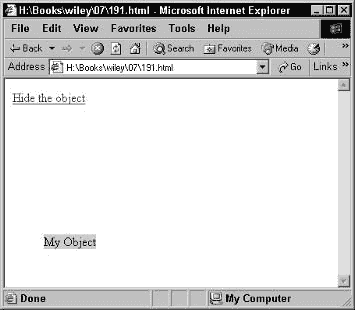 H:\Books\wiley\07\191.html - Microsoft Internet Explorer
File Edit View Favorites Tools Help
Back Search Favorites Media
Address H:\Books\wiley\07\191.html Go Links »
Hide the object
My Object
Done My Computer